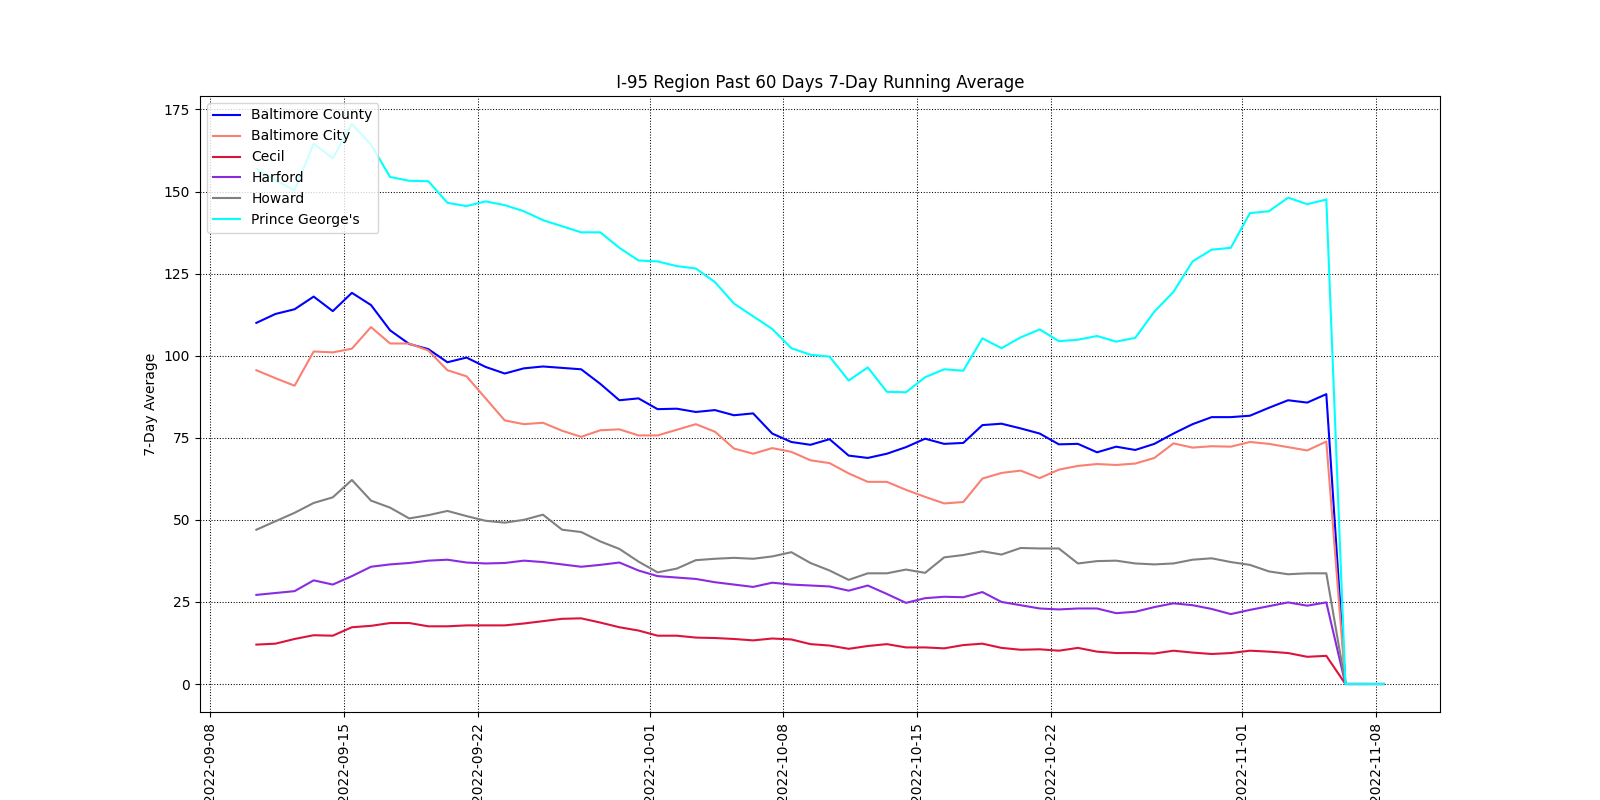 I-95 Region Past 60 Days 7-Day Running Average
175
150
125
100
75
50
25
0
7-Day Average
Baltimore County
Baltimore City
Cecil
Harford
Howard
Prince George's
2022-09-08
2022-09-15
2022-09-22
2022-10-01
2022-10-08
2022-10-15
2022-10-22
2022-11-01
2022-11-08